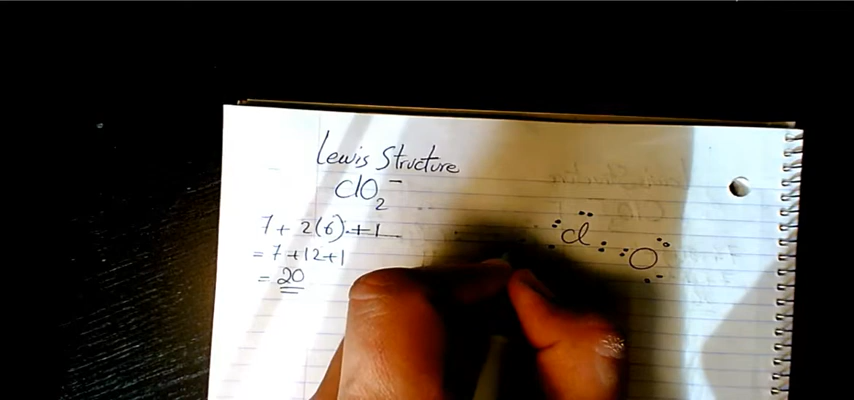 Lewis Structure
ClO₂⁻
7 + 2(6) + 1
= 7 + 12 + 1
= 20
Cl
O